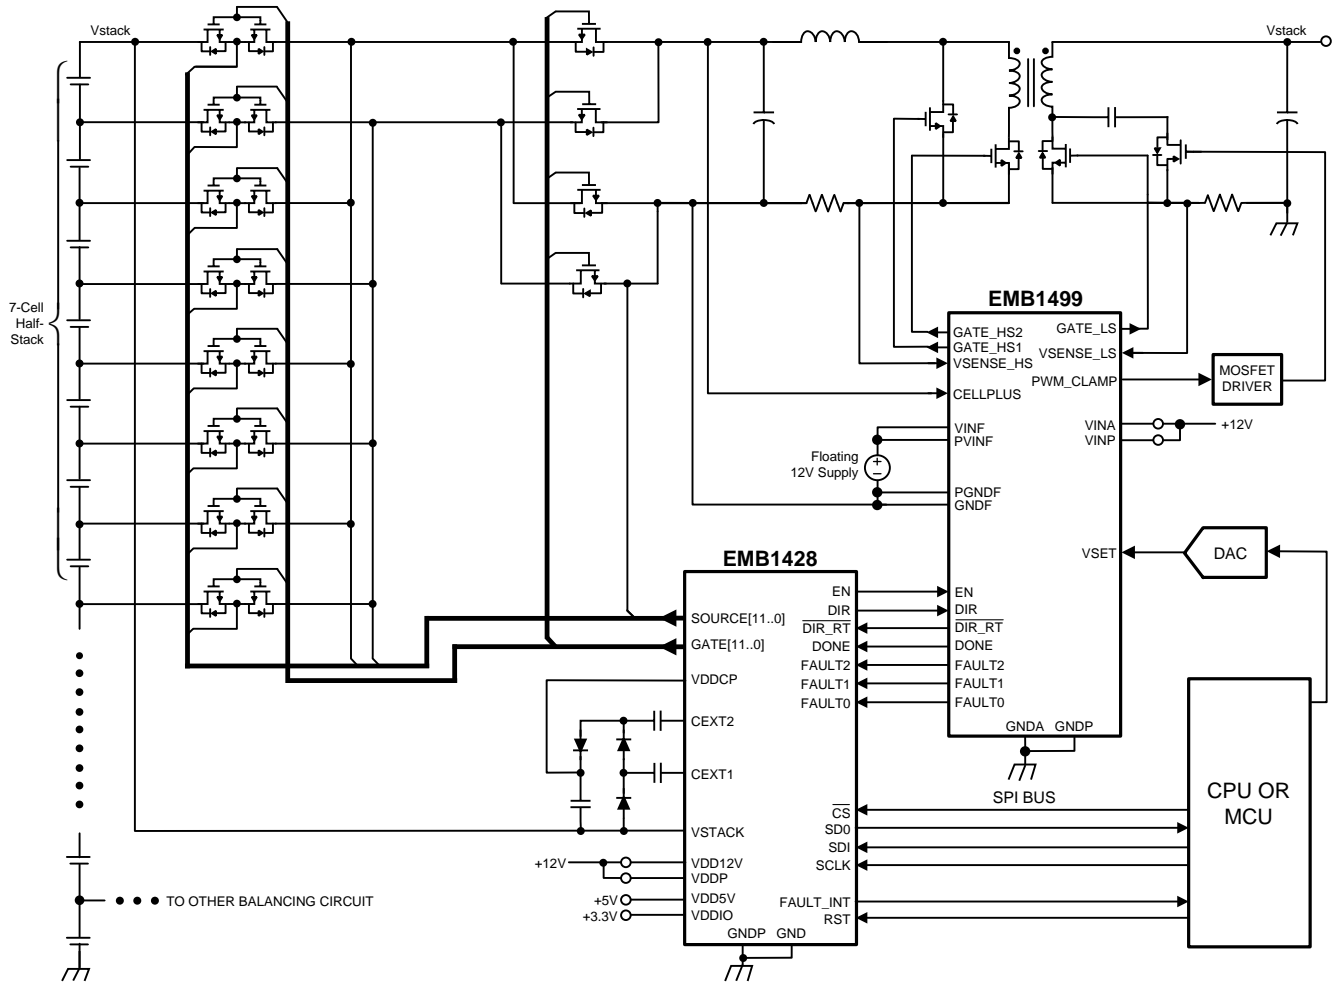 Vstack
Vstack
7-Cell
Half-
Stack
EMB1499
GATE_HS2
GATE_HS1
VSENSE_HS
CELLPLUS
VINF
PVINF
PGNDF
GNDF
EN
DIR
DIR_RT
DONE
FAULT2
FAULT1
FAULT0
GATE_LS
VSENSE_LS
PWM_CLAMP
VINA
VINP
VSET
GNDA GNDP
MOSFET
DRIVER
+12V
Floating
12V Supply
+
−
DAC
EMB1428
SOURCE[11..0]
GATE[11..0]
VDDCP
CEXT2
CEXT1
VSTACK
VDD12V
VDDP
VDD5V
VDDIO
EN
DIR
DIR_RT
DONE
FAULT2
FAULT1
FAULT0
CS
SD0
SDI
SCLK
FAULT_INT
RST
GNDP GND
+12V
+5V
+3.3V
SPI BUS
CPU OR
MCU
TO OTHER BALANCING CIRCUIT